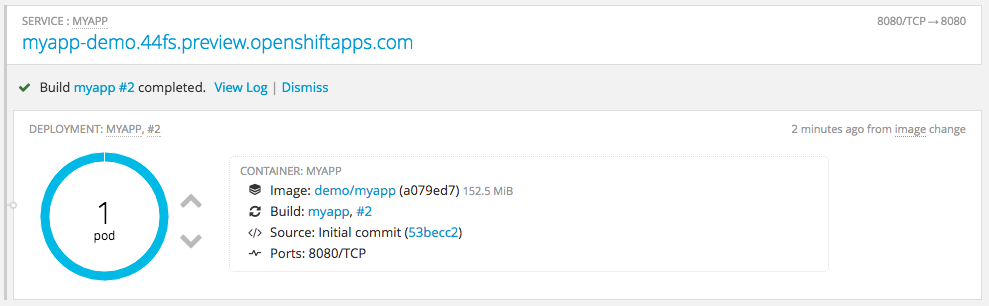 SERVICE : MYAPP 8080/TCP → 8080
myapp-demo.44fs.preview.openshiftapps.com
Build myapp #2 completed. View Log | Dismiss
DEPLOYMENT: MYAPP, #2 2 minutes ago from image change
CONTAINER: MYAPP
Image: demo/myapp (a079ed7) 152.5 MiB
Build: myapp, #2
</> Source: Initial commit (53becc2)
Ports: 8080/TCP
1
pod